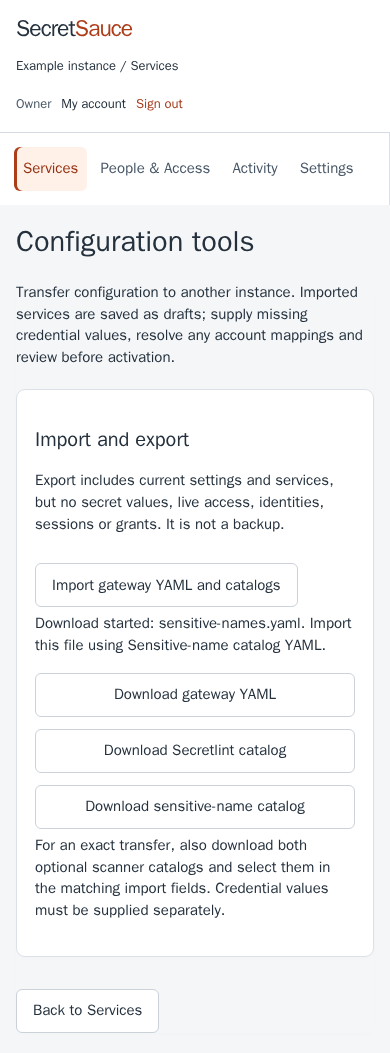 SecretSauce
Example instance / Services
Owner My account Sign out
Services People & Access Activity Settings
Configuration tools
Transfer configuration to another instance. Imported
services are saved as drafts; supply missing
credential values, resolve any account mappings and
review before activation.
Import and export
Export includes current settings and services,
but no secret values, live access, identities,
sessions or grants. It is not a backup.
Import gateway YAML and catalogs
Download started: sensitive-names.yaml. Import
this file using Sensitive-name catalog YAML.
Download gateway YAML
Download Secretlint catalog
Download sensitive-name catalog
For an exact transfer, also download both
optional scanner catalogs and select them in
the matching import fields. Credential values
must be supplied separately.
Back to Services